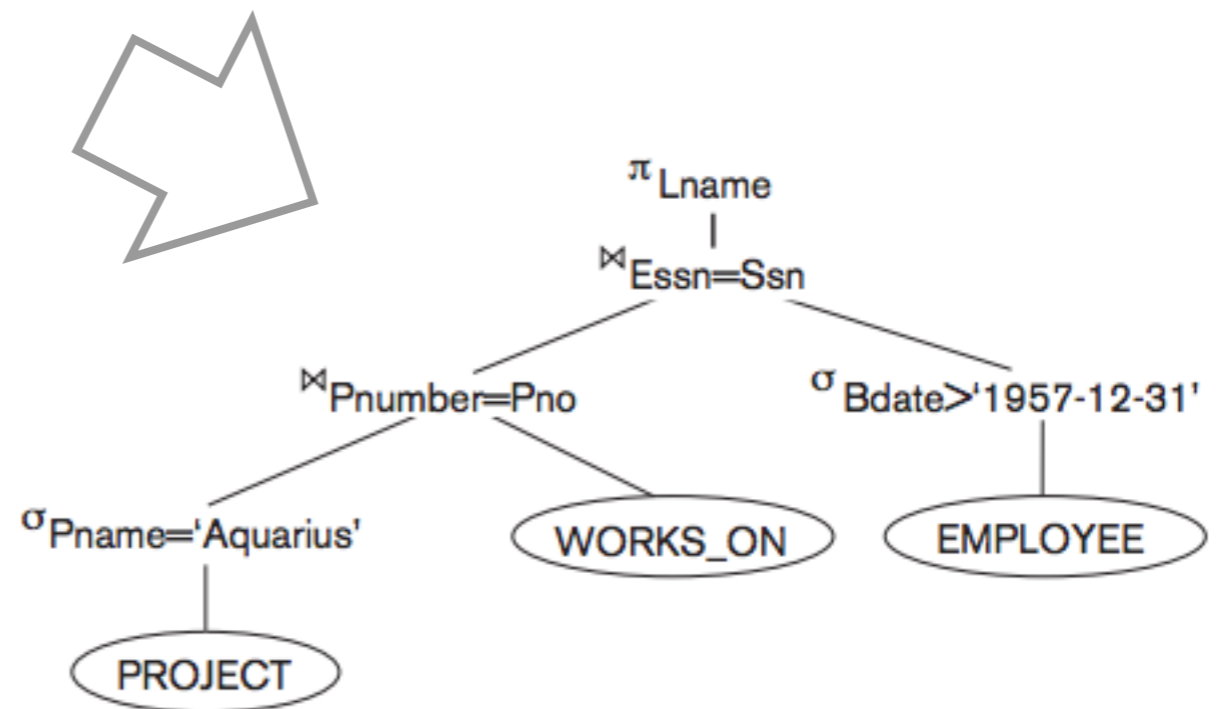 π Lname
⋈ Essn=Ssn
⋈ Pnumber=Pno
σ Bdate>‘1957-12-31’
σ Pname=‘Aquarius’
WORKS_ON
EMPLOYEE
PROJECT